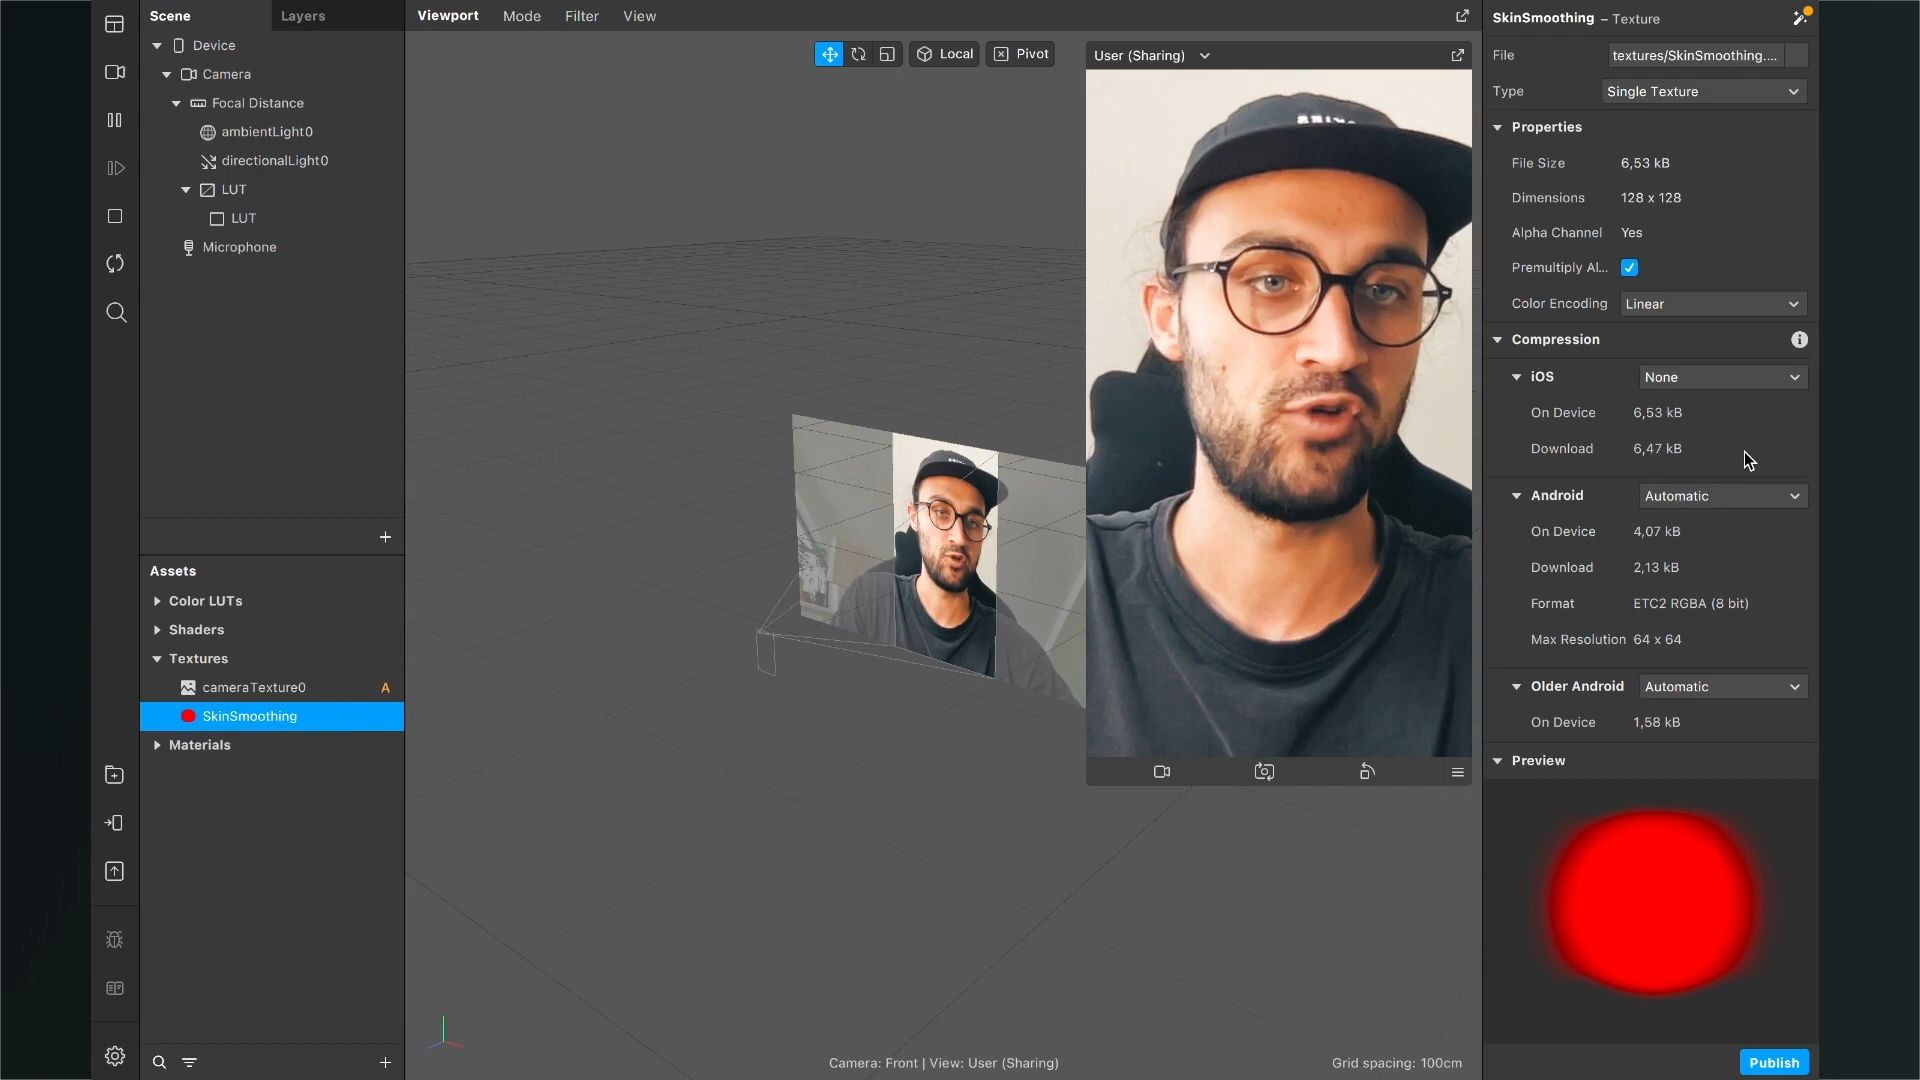 Scene
Layers
Device
Camera
Focal Distance
ambientLight0
directionalLight0
LUT
LUT
Microphone
Assets
Color LUTs
Shaders
Textures
cameraTexture0
A
SkinSmoothing
Materials
Viewport
Mode
Filter
View
Local
Pivot
User (Sharing)
Camera: Front | View: User (Sharing)
Grid spacing: 100cm
SkinSmoothing – Texture
File
textures/SkinSmoothing....
Type
Single Texture
Properties
File Size
6,53 kB
Dimensions
128 x 128
Alpha Channel
Yes
Premultiply Al...
Color Encoding
Linear
Compression
iOS
None
On Device
6,53 kB
Download
6,47 kB
Android
Automatic
On Device
4,07 kB
Download
2,13 kB
Format
ETC2 RGBA (8 bit)
Max Resolution
64 x 64
Older Android
Automatic
On Device
1,58 kB
Preview
Publish